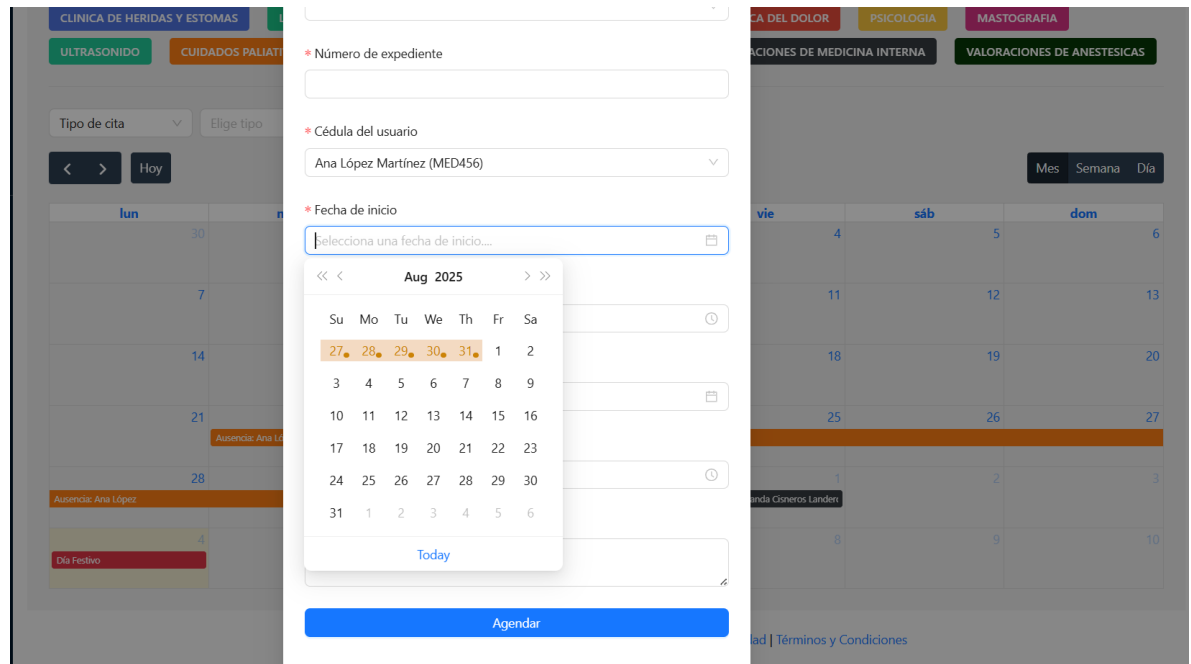 CLINICA DE HERIDAS Y ESTOMAS
CA DEL DOLOR
PSICOLOGIA
MASTOGRAFIA
ULTRASONIDO
CUIDADOS PALIATI
ACIONES DE MEDICINA INTERNA
VALORACIONES DE ANESTESICAS
* Número de expediente
Tipo de cita
Elige tipo
* Cédula del usuario
Ana López Martínez (MED456)
Hoy
Mes Semana Día
* Fecha de inicio
Selecciona una fecha de inicio....
lun
vie
sáb
dom
30
4
5
6
7
11
12
13
14
18
19
20
21
25
26
27
Ausencia: Ana Ló
28
1
2
3
Ausencia: Ana López
anda Cisneros Lander
4
8
9
10
Día Festivo
Aug 2025
Su Mo Tu We Th Fr Sa
27 28 29 30 31 1 2
3 4 5 6 7 8 9
10 11 12 13 14 15 16
17 18 19 20 21 22 23
24 25 26 27 28 29 30
31 1 2 3 4 5 6
Today
Agendar
dad | Términos y Condiciones